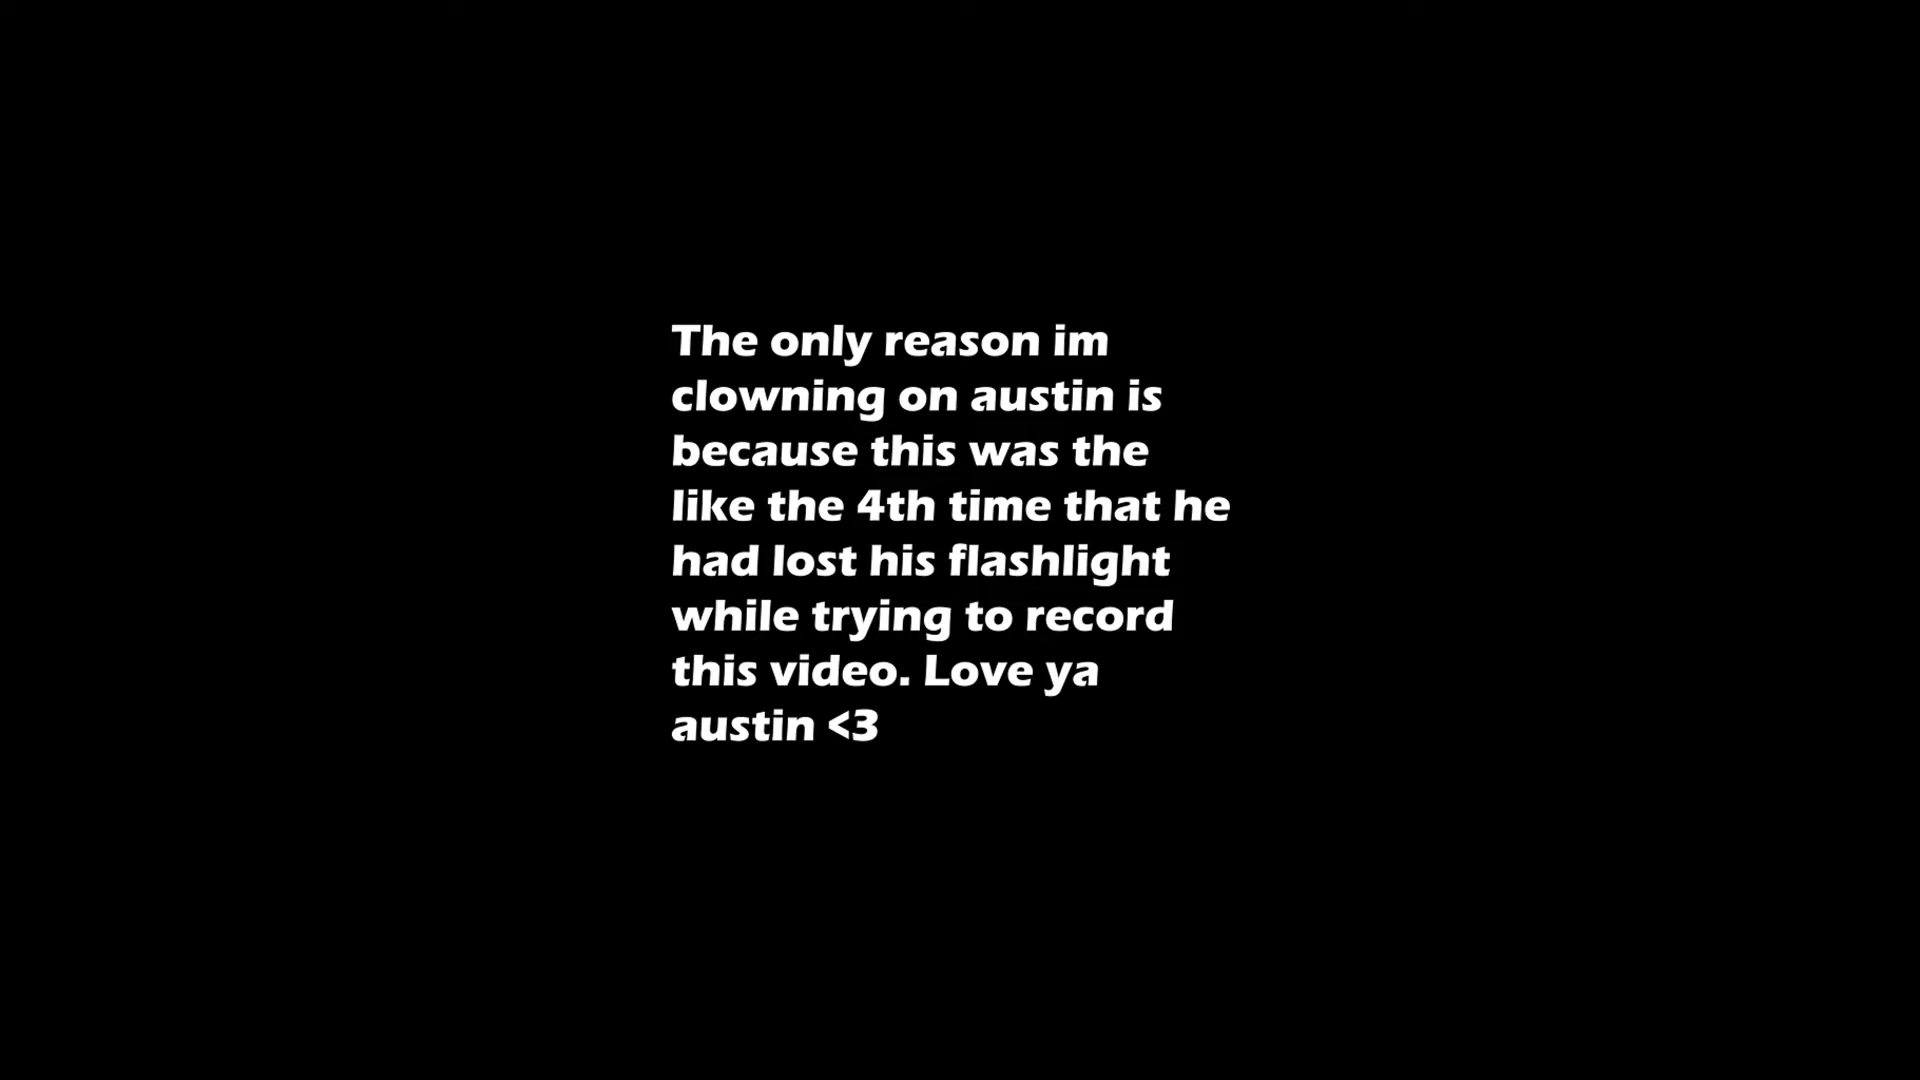 The only reason im
clowning on austin is
because this was the
like the 4th time that he
had lost his flashlight
while trying to record
this video. Love ya
austin <3